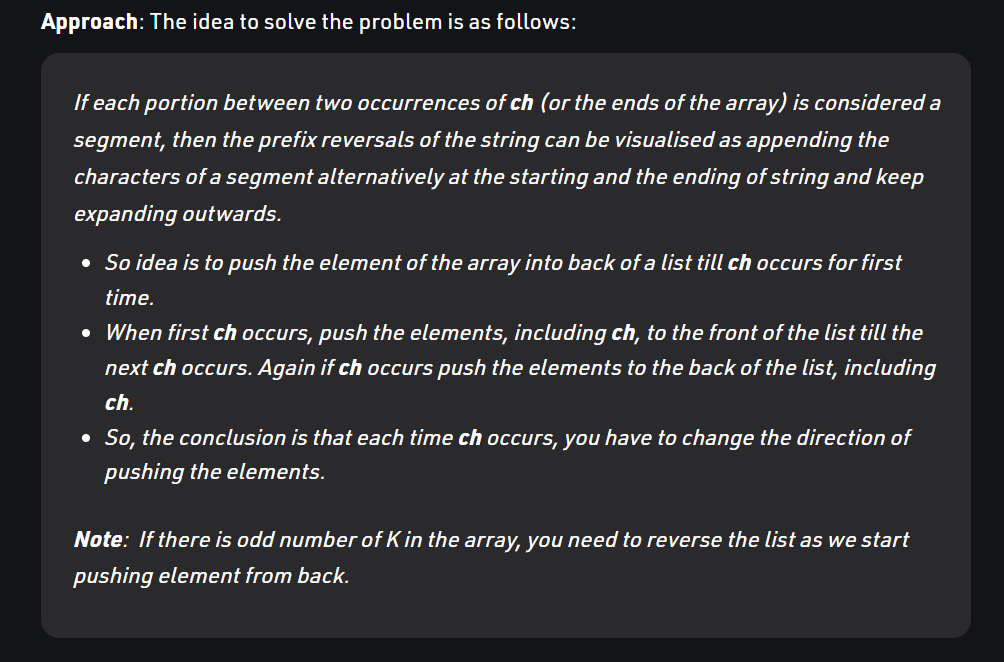 Approach: The idea to solve the problem is as follows:
If each portion between two occurrences of ch (or the ends of the array) is considered a
segment, then the prefix reversals of the string can be visualised as appending the
characters of a segment alternatively at the starting and the ending of string and keep
expanding outwards.
• So idea is to push the element of the array into back of a list till ch occurs for first
time.
• When first ch occurs, push the elements, including ch, to the front of the list till the
next ch occurs. Again if ch occurs push the elements to the back of the list, including
ch.
• So, the conclusion is that each time ch occurs, you have to change the direction of
pushing the elements.
Note: If there is odd number of K in the array, you need to reverse the list as we start
pushing element from back.